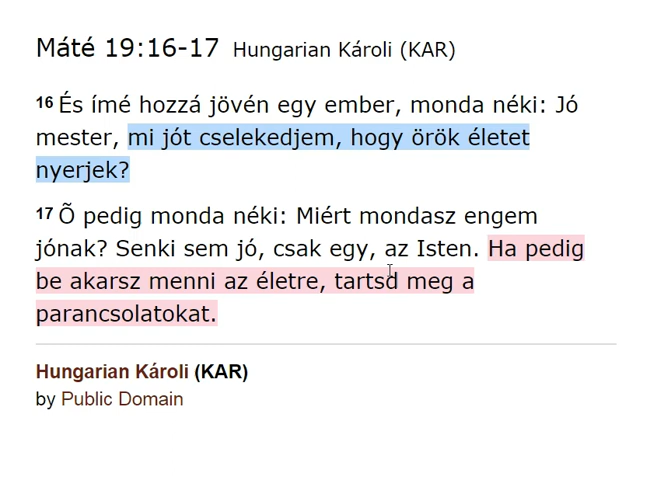 Máté 19:16-17 Hungarian Károli (KAR)
16 És ímé hozzá jövén egy ember, monda néki: Jó
mester, mi jót cselekedjem, hogy örök életet
nyerjek?
17 Õ pedig monda néki: Miért mondasz engem
jónak? Senki sem jó, csak egy, az Isten. Ha pedig
be akarsz menni az életre, tartsd meg a
parancsolatokat.
Hungarian Károli (KAR)
by Public Domain